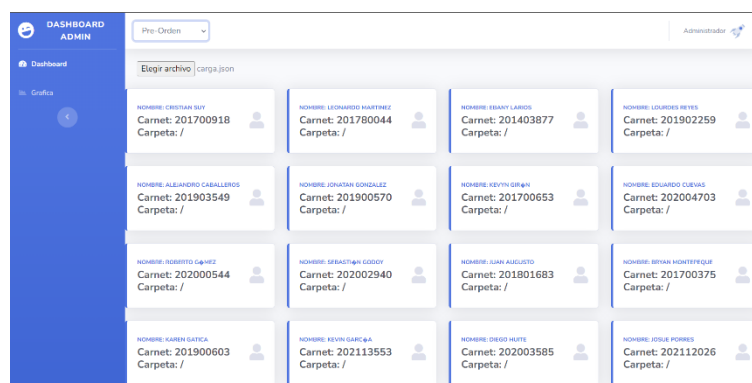 DASHBOARD
ADMIN
Pre-Orden
Administrador
Dashboard
Elegir archivo carga.json
Grafica
NOMBRE: CRISTIAN SUY
Carnet: 201700918
Carpeta: /
NOMBRE: LEONARDO MARTINEZ
Carnet: 201780044
Carpeta: /
NOMBRE: EBANY LARIOS
Carnet: 201403877
Carpeta: /
NOMBRE: LOURDES REYES
Carnet: 201902259
Carpeta: /
NOMBRE: ALEJANDRO CABALLEROS
Carnet: 201903549
Carpeta: /
NOMBRE: JONATAN GONZALEZ
Carnet: 201900570
Carpeta: /
NOMBRE: KEVYN GIR�N
Carnet: 201700653
Carpeta: /
NOMBRE: EDUARDO CUEVAS
Carnet: 202004703
Carpeta: /
NOMBRE: ROBERTO G�MEZ
Carnet: 202000544
Carpeta: /
NOMBRE: SEBASTI�N GODOY
Carnet: 202002940
Carpeta: /
NOMBRE: JUAN AUGUSTO
Carnet: 201801683
Carpeta: /
NOMBRE: BRYAN MONTEPEQUE
Carnet: 201700375
Carpeta: /
NOMBRE: KAREN GATICA
Carnet: 201900603
Carpeta: /
NOMBRE: KEVIN GARC�A
Carnet: 202113553
Carpeta: /
NOMBRE: DIEGO HUITE
Carnet: 202003585
Carpeta: /
NOMBRE: JOSUE PORRES
Carnet: 202112026
Carpeta: /